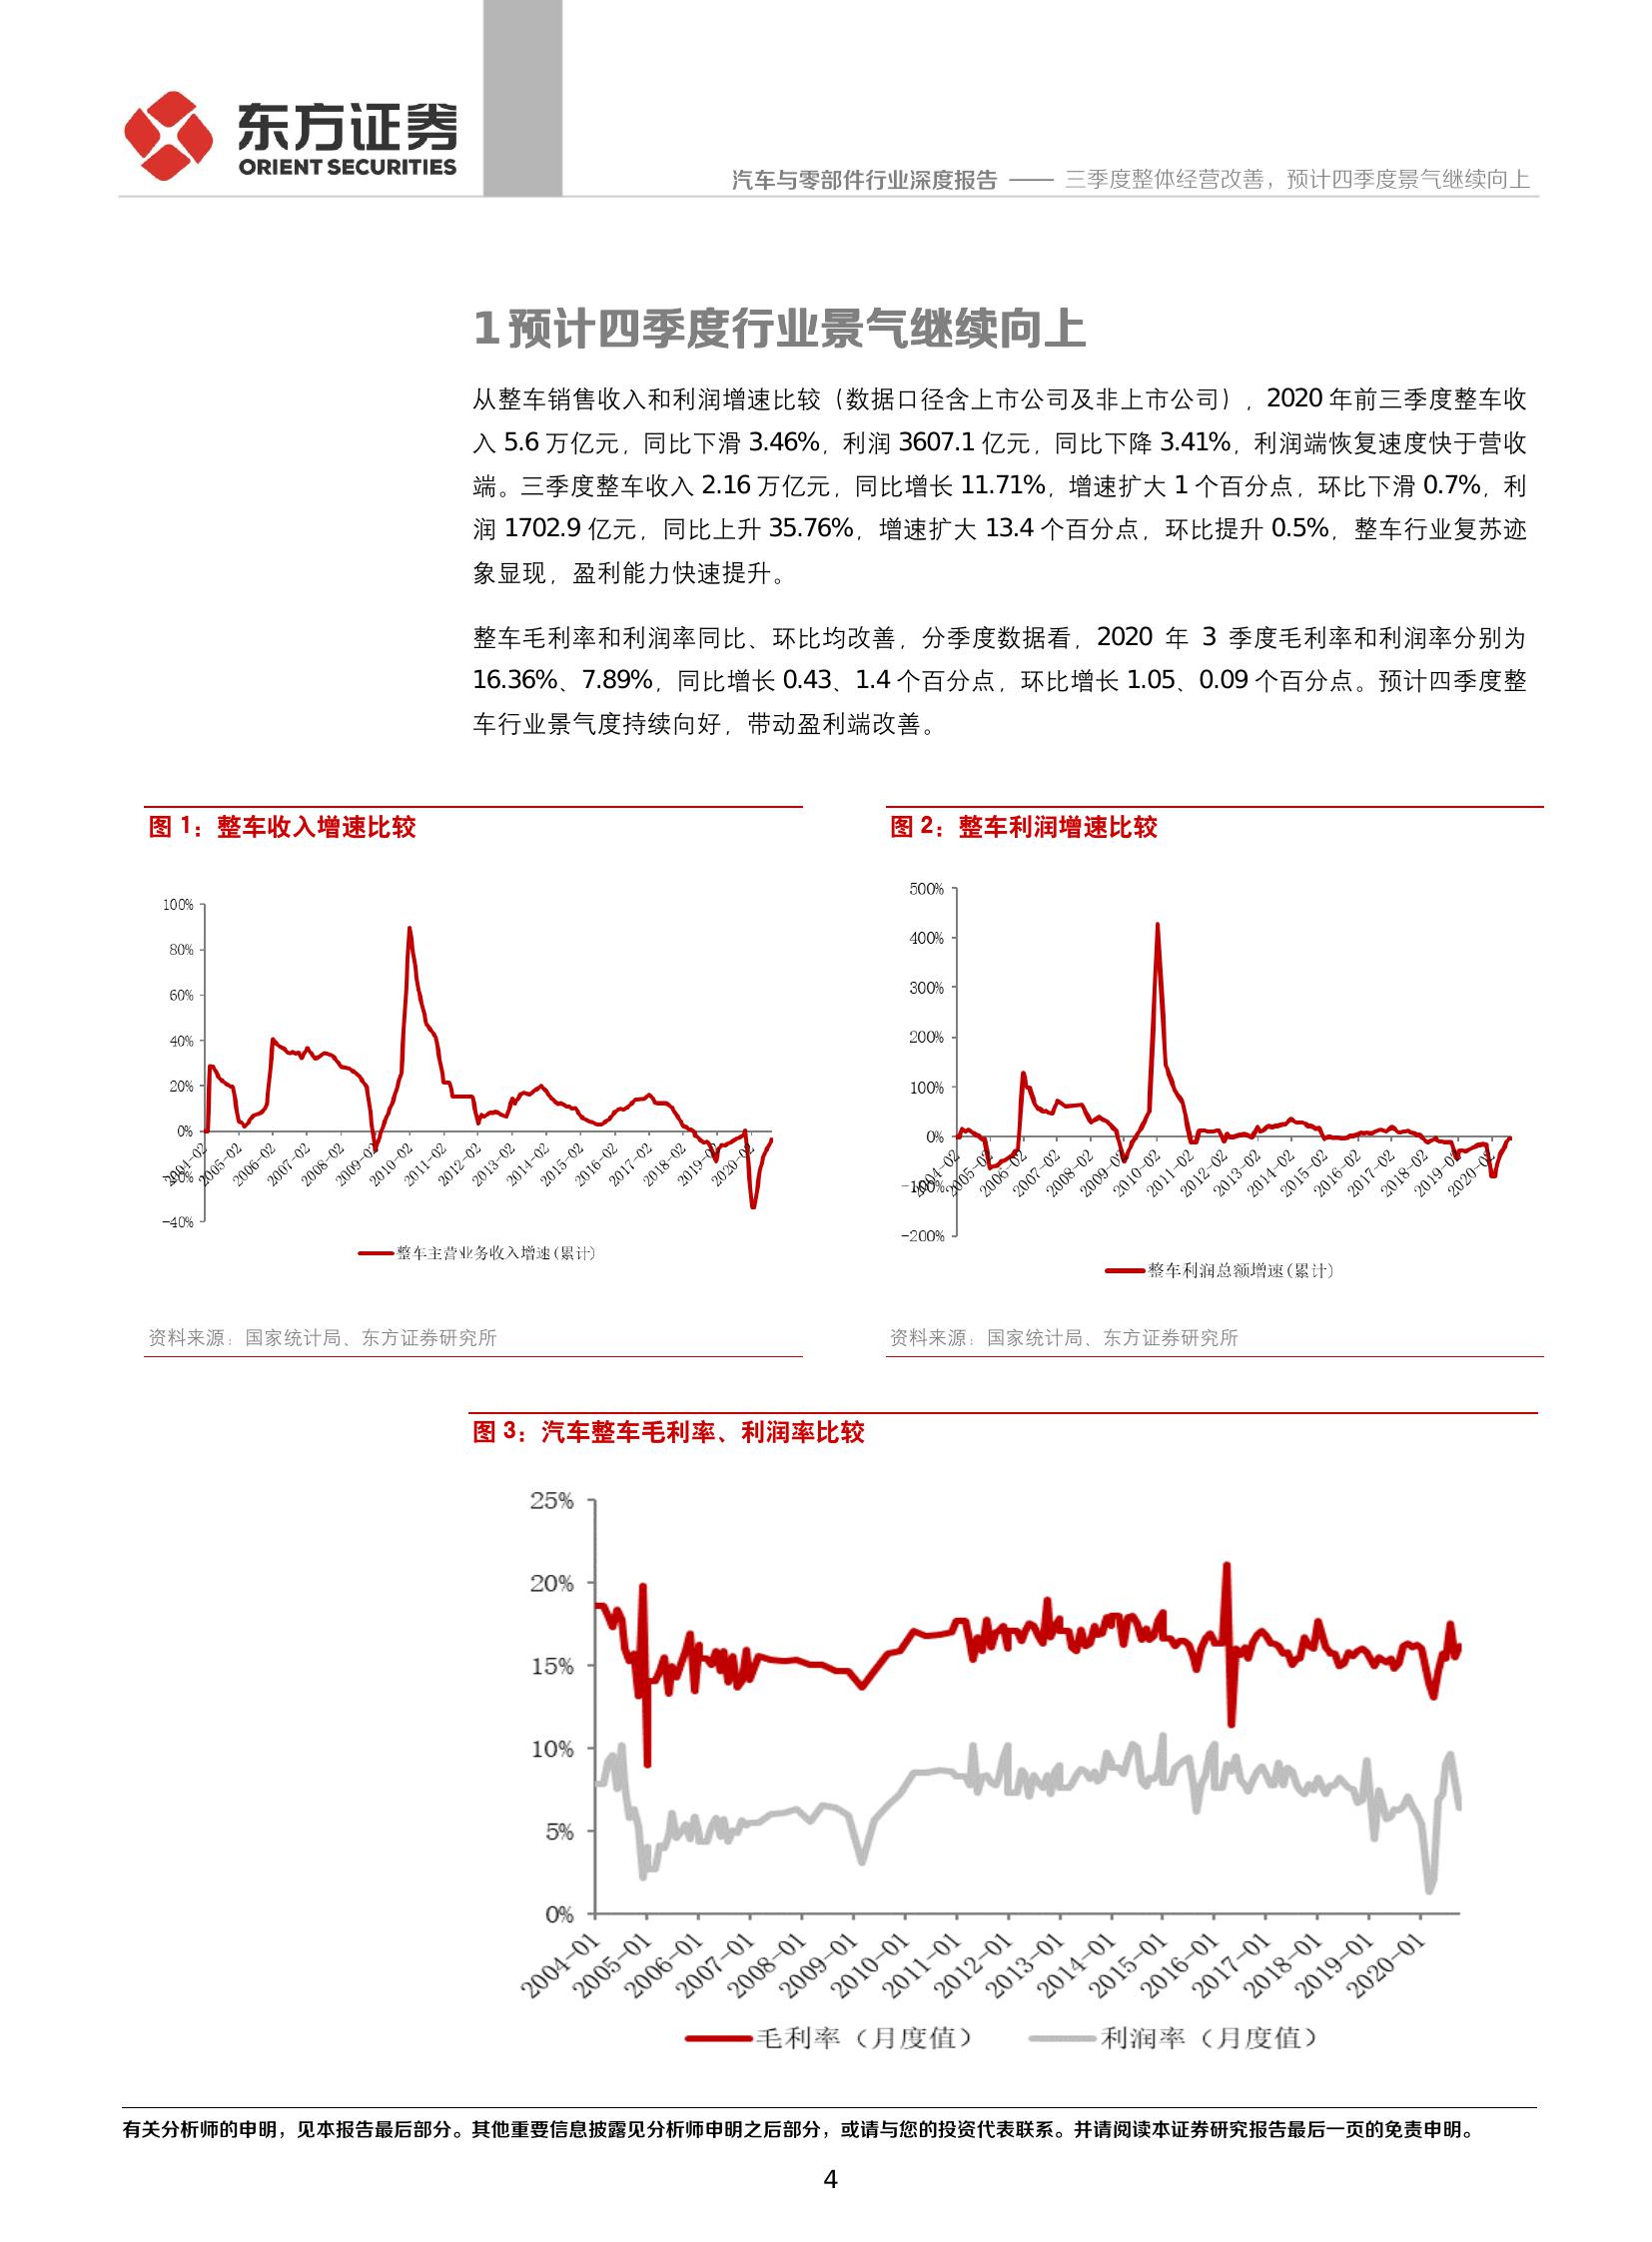 东方证券
ORIENT SECURITIES
汽车与零部件行业深度报告 —— 三季度整体经营改善，预计四季度景气继续向上
1 预计四季度行业景气继续向上
从整车销售收入和利润增速比较（数据口径含上市公司及非上市公司），2020 年前三季度整车收
入 5.6 万亿元，同比下滑 3.46%，利润 3607.1 亿元，同比下降 3.41%，利润端恢复速度快于营收
端。三季度整车收入 2.16 万亿元，同比增长 11.71%，增速扩大 1 个百分点，环比下滑 0.7%，利
润 1702.9 亿元，同比上升 35.76%，增速扩大 13.4 个百分点，环比提升 0.5%，整车行业复苏迹
象显现，盈利能力快速提升。
整车毛利率和利润率同比、环比均改善，分季度数据看，2020 年 3 季度毛利率和利润率分别为
16.36%、7.89%，同比增长 0.43、1.4 个百分点，环比增长 1.05、0.09 个百分点。预计四季度整
车行业景气度持续向好，带动盈利端改善。
图 1：整车收入增速比较
100%
80%
60%
40%
20%
0%
-20%
-40%
2004-02 2005-02 2006-02 2007-02 2008-02 2009-02 2010-02 2011-02 2012-02 2013-02 2014-02 2015-02 2016-02 2017-02 2018-02 2019-02 2020-02
整车主营业务收入增速(累计)
资料来源：国家统计局、东方证券研究所
图 2：整车利润增速比较
500%
400%
300%
200%
100%
0%
-100%
-200%
2004-02 2005-02 2006-02 2007-02 2008-02 2009-02 2010-02 2011-02 2012-02 2013-02 2014-02 2015-02 2016-02 2017-02 2018-02 2019-02 2020-02
整车利润总额增速(累计)
资料来源：国家统计局、东方证券研究所
图 3：汽车整车毛利率、利润率比较
25%
20%
15%
10%
5%
0%
2004-01 2005-01 2006-01 2007-01 2008-01 2009-01 2010-01 2011-01 2012-01 2013-01 2014-01 2015-01 2016-01 2017-01 2018-01 2019-01 2020-01
毛利率（月度值） 利润率（月度值）
有关分析师的申明，见本报告最后部分。其他重要信息披露见分析师申明之后部分，或请与您的投资代表联系。并请阅读本证券研究报告最后一页的免责申明。
4